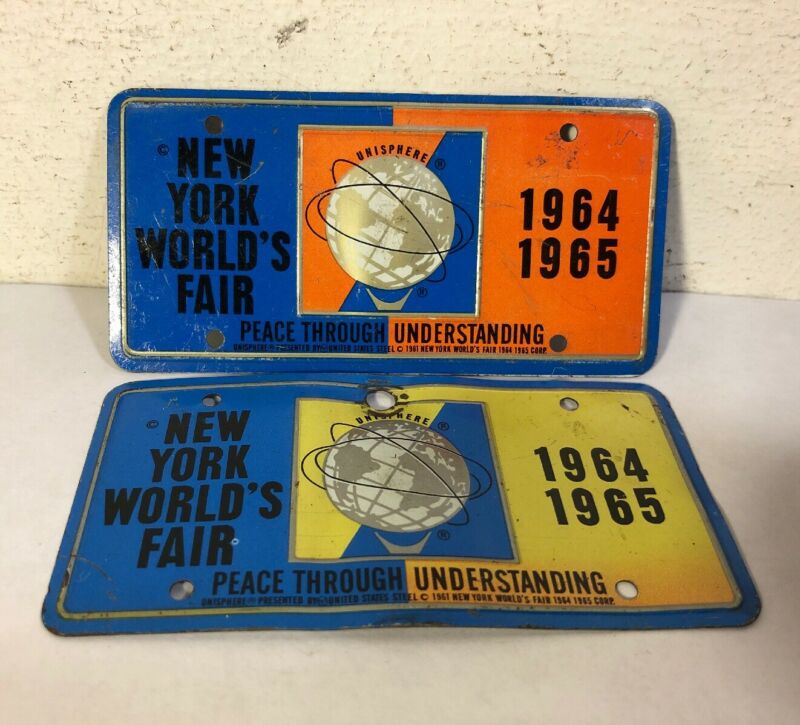 © NEW
YORK
WORLD'S
FAIR
UNISPHERE ®
®
1964
1965
PEACE THROUGH UNDERSTANDING
UNISPHERE® PRESENTED BY UNITED STATES STEEL © 1961 NEW YORK WORLD'S FAIR 1964 1965 CORP.
© NEW
YORK
WORLD'S
FAIR
UNISPHERE ®
®
1964
1965
PEACE THROUGH UNDERSTANDING
UNISPHERE® PRESENTED BY UNITED STATES STEEL © 1961 NEW YORK WORLD'S FAIR 1964 1965 CORP.